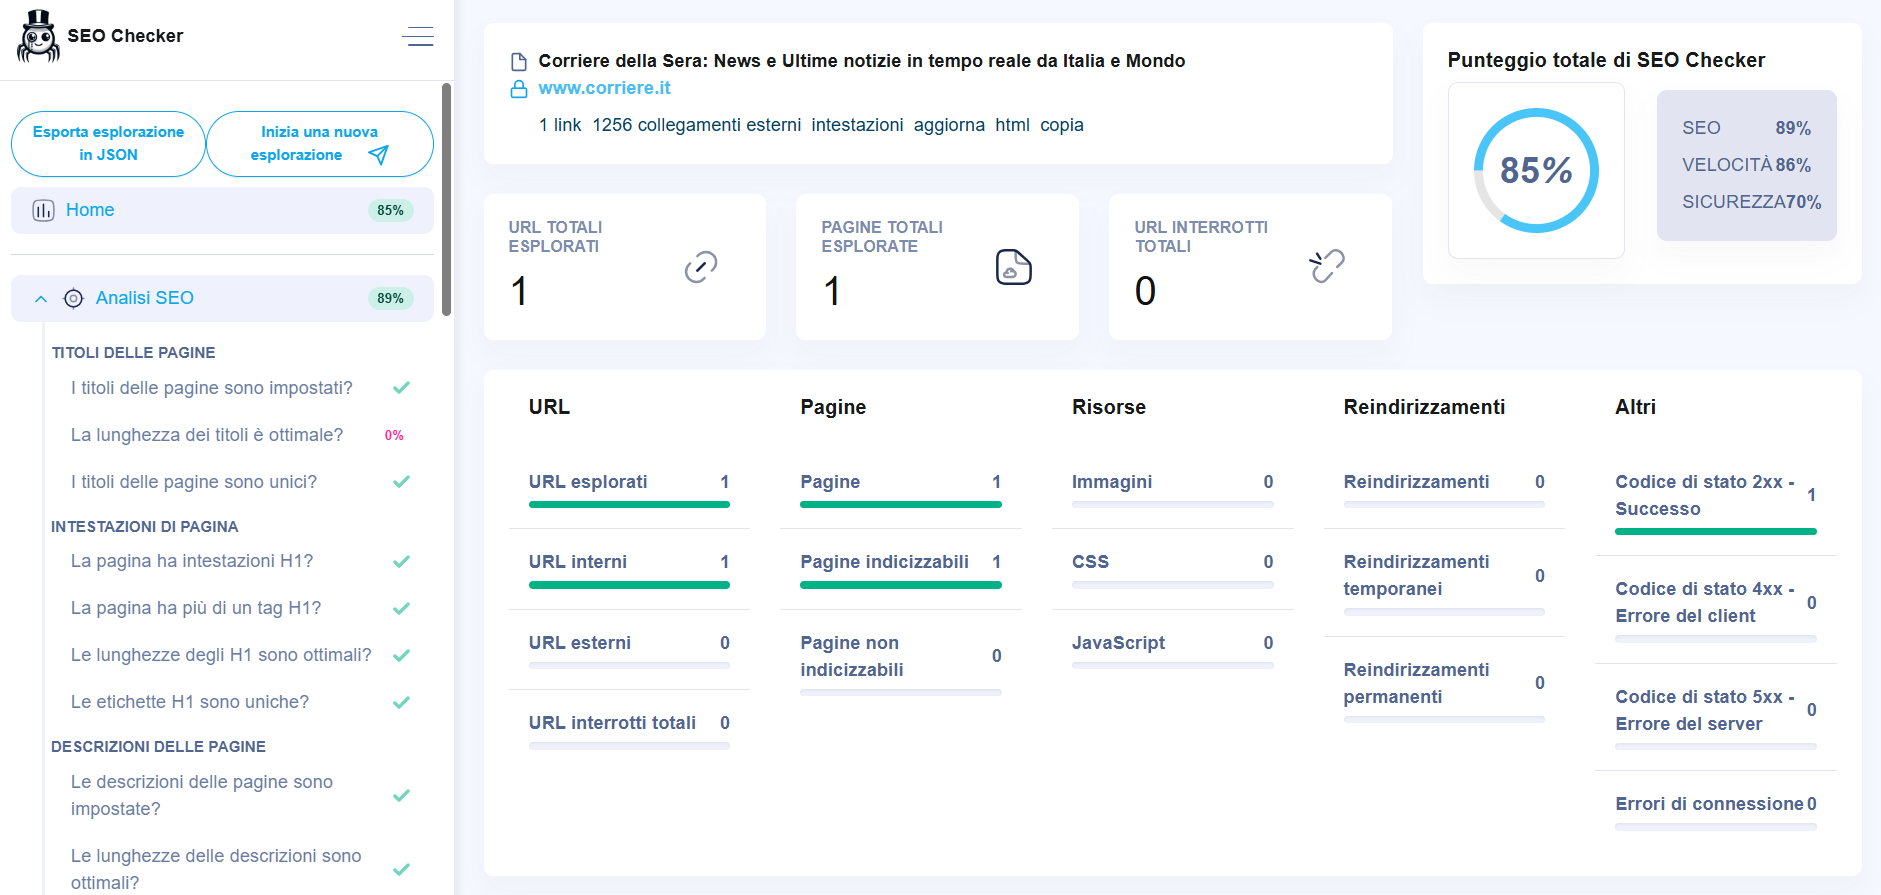 SEO Checker
Esporta esplorazione
in JSON
Inizia una nuova
esplorazione
Home
85%
Analisi SEO
89%
TITOLI DELLE PAGINE
I titoli delle pagine sono impostati?
La lunghezza dei titoli è ottimale?
0%
I titoli delle pagine sono unici?
INTESTAZIONI DI PAGINA
La pagina ha intestazioni H1?
La pagina ha più di un tag H1?
Le lunghezze degli H1 sono ottimali?
Le etichette H1 sono uniche?
DESCRIZIONI DELLE PAGINE
Le descrizioni delle pagine sono
impostate?
Le lunghezze delle descrizioni sono
ottimali?
Corriere della Sera: News e Ultime notizie in tempo reale da Italia e Mondo
www.corriere.it
1 link 1256 collegamenti esterni intestazioni aggiorna html copia
Punteggio totale di SEO Checker
85%
SEO 89%
VELOCITÀ 86%
SICUREZZA 70%
URL TOTALI
ESPLORATI
1
PAGINE TOTALI
ESPLORATE
1
URL INTERROTTI
TOTALI
0
URL
URL esplorati 1
URL interni 1
URL esterni 0
URL interrotti totali 0
Pagine
Pagine 1
Pagine indicizzabili 1
Pagine non
indicizzabili
0
Risorse
Immagini 0
CSS 0
JavaScript 0
Reindirizzamenti
Reindirizzamenti 0
Reindirizzamenti
temporanei
0
Reindirizzamenti
permanenti
0
Altri
Codice di stato 2xx -
Successo
1
Codice di stato 4xx -
Errore del client
0
Codice di stato 5xx -
Errore del server
0
Errori di connessione 0